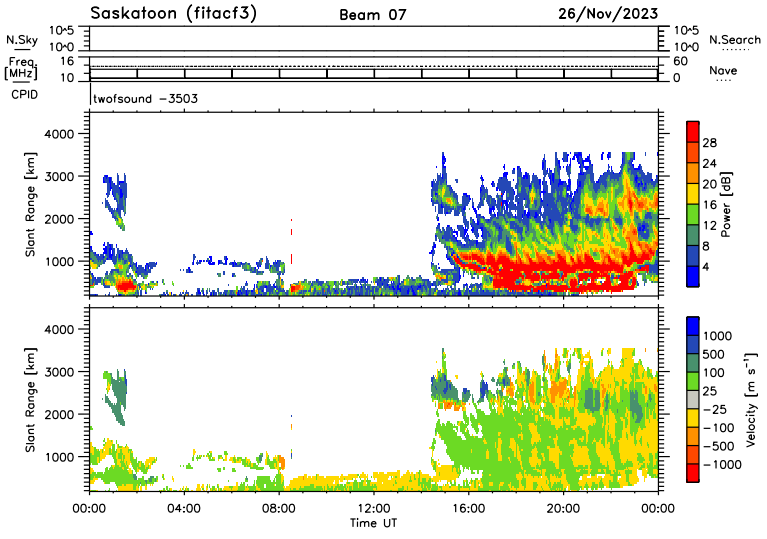 Saskatoon (fitacf3) Beam 07 26/Nov/2023
N.Sky 10^5 10^5 N.Search
10^0 10^0
Freq. 16 60 Nave
[MHz] 10 0
CPID twofsound -3503
Slant Range [km]
4000
3000
2000
1000
Power [dB]
28
24
20
16
12
8
4
Slant Range [km]
4000
3000
2000
1000
Velocity [m s⁻¹]
1000
500
100
25
-25
-100
-500
-1000
00:00 04:00 08:00 12:00 16:00 20:00 00:00
Time UT